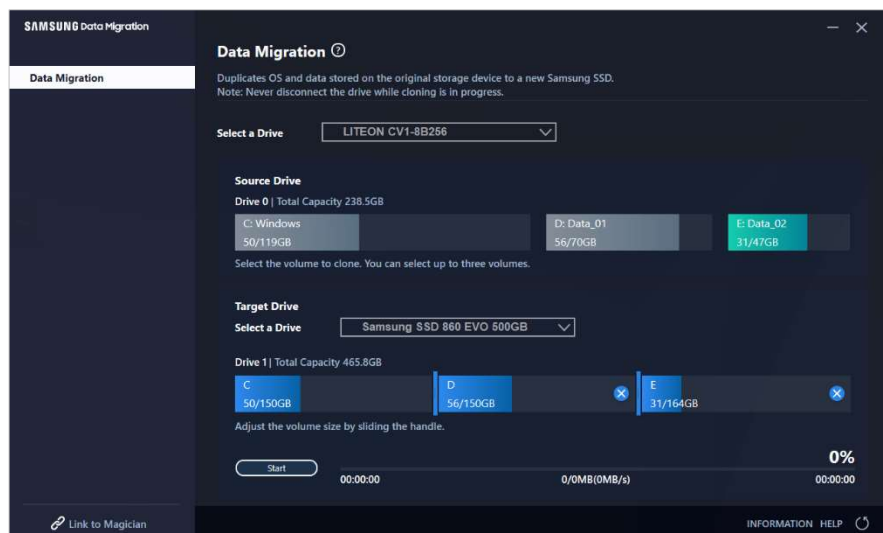 SAMSUNG Data Migration
Data Migration
Data Migration ?
Duplicates OS and data stored on the original storage device to a new Samsung SSD.
Note: Never disconnect the drive while cloning is in progress.
Select a Drive LITEON CV1-8B256
Source Drive
Drive 0 | Total Capacity 238.5GB
C: Windows D: Data_01 E: Data_02
50/119GB 56/70GB 31/47GB
Select the volume to clone. You can select up to three volumes.
Target Drive
Select a Drive Samsung SSD 860 EVO 500GB
Drive 1 | Total Capacity 465.8GB
C D E
50/150GB 56/150GB 31/164GB
Adjust the volume size by sliding the handle.
0%
Start
00:00:00 0/0MB(0MB/s) 00:00:00
Link to Magician INFORMATION HELP